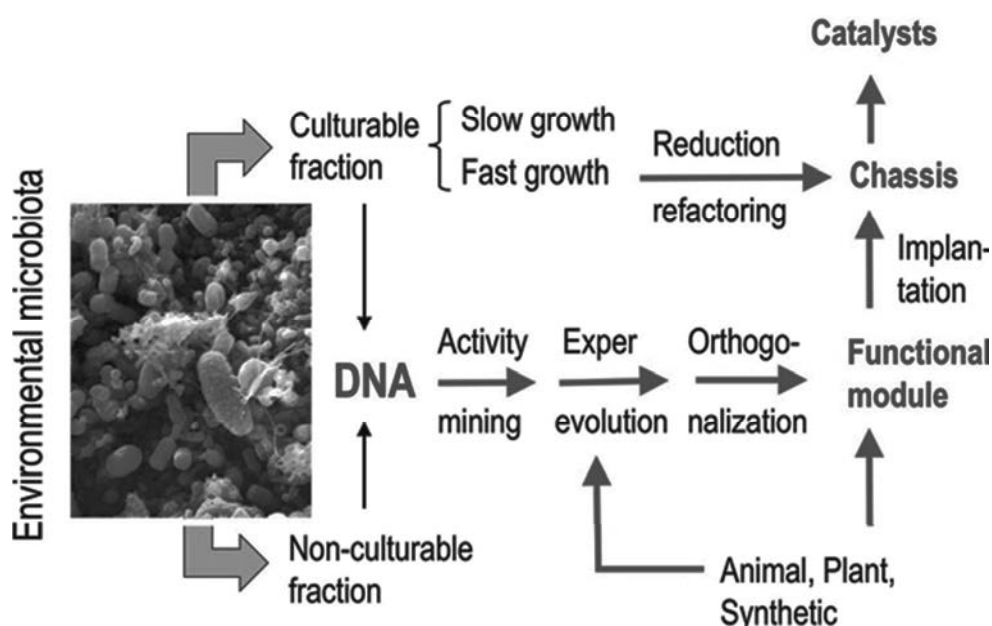 Environmental microbiota
Catalysts
Culturable
fraction
Slow growth
Fast growth
Reduction
refactoring
Chassis
Implan-
tation
DNA
Activity
mining
Exper
evolution
Orthogo-
nalization
Functional
module
Non-culturable
fraction
Animal, Plant,
Synthetic